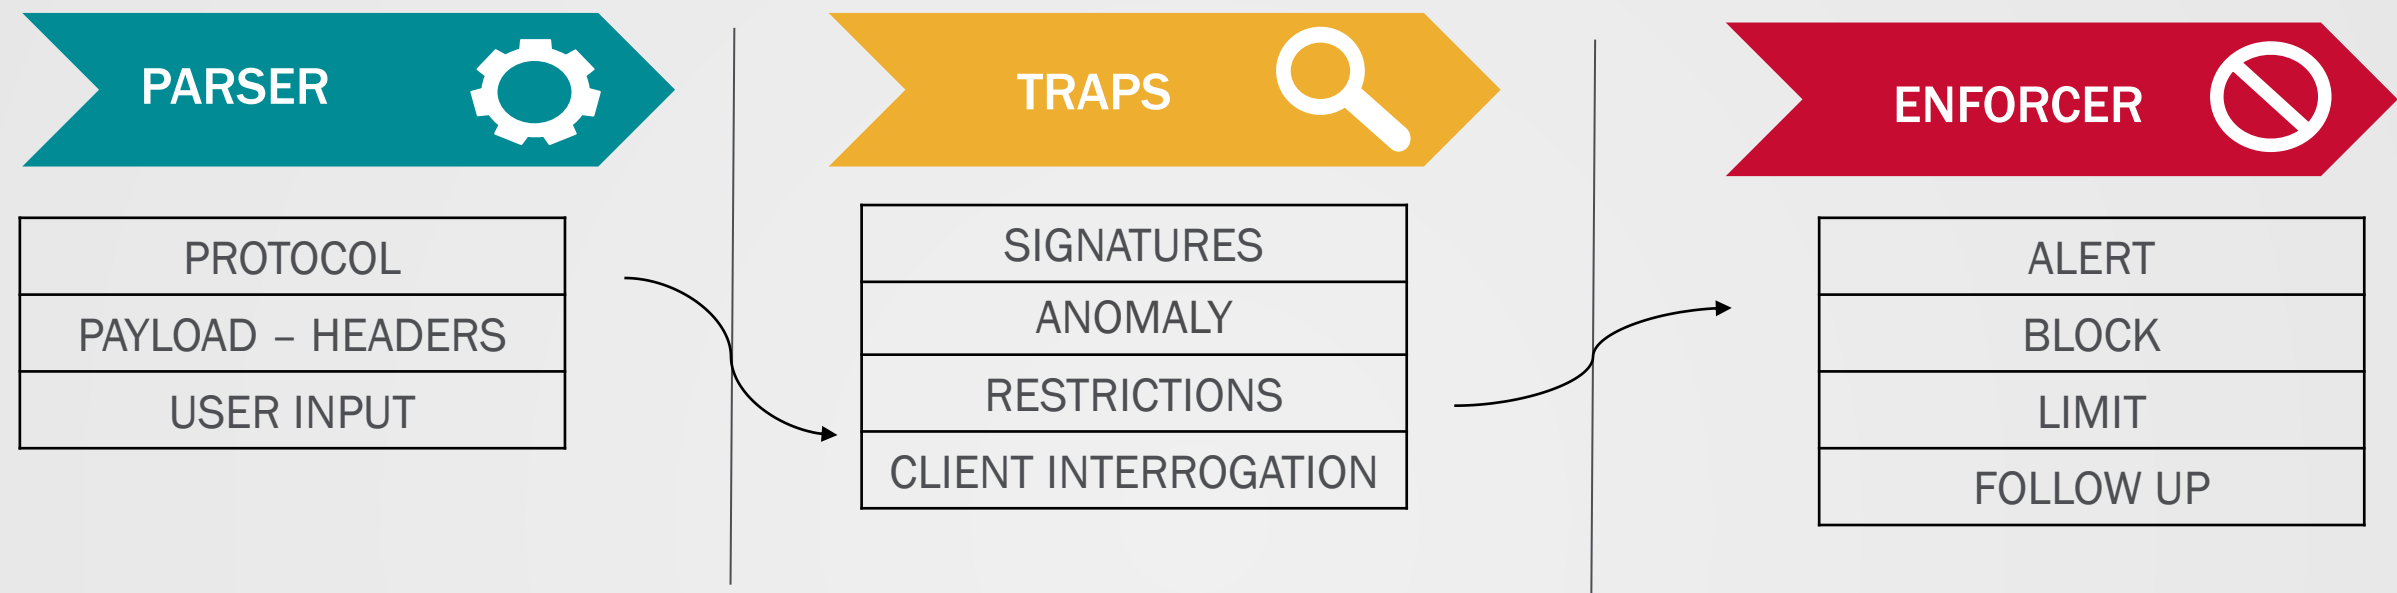 PARSER
PROTOCOL
PAYLOAD – HEADERS
USER INPUT
TRAPS
SIGNATURES
ANOMALY
RESTRICTIONS
CLIENT INTERROGATION
ENFORCER
ALERT
BLOCK
LIMIT
FOLLOW UP